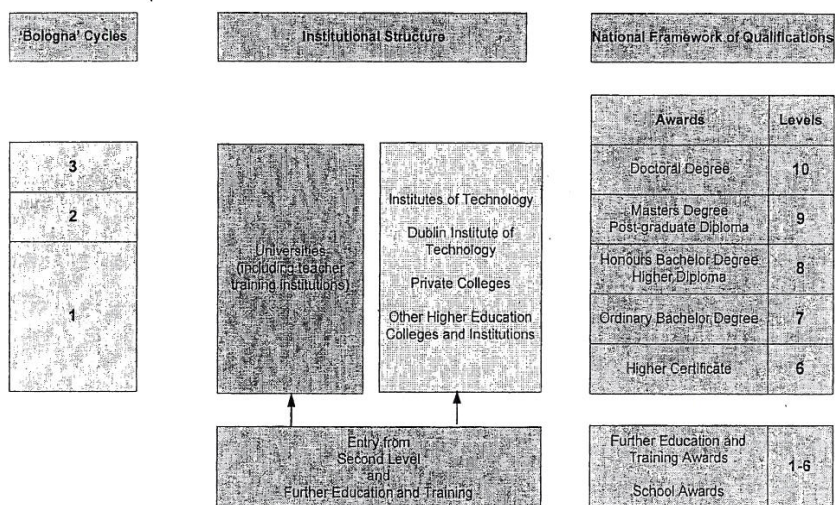 'Bologna' Cycles
Institutional Structure
National Framework of Qualifications
3
2
1
Universities
(including teacher
training institutions)
Institutes of Technology
Dublin Institute of
Technology
Private Colleges
Other Higher Education
Colleges and Institutions
Awards
Levels
Doctoral Degree
10
Masters Degree
Post-graduate Diploma
9
Honours Bachelor Degree
Higher Diploma
8
Ordinary Bachelor Degree
7
Higher Certificate
6
Entry from
Second Level
and
Further Education and Training
Further Education and
Training Awards
School Awards
1-6